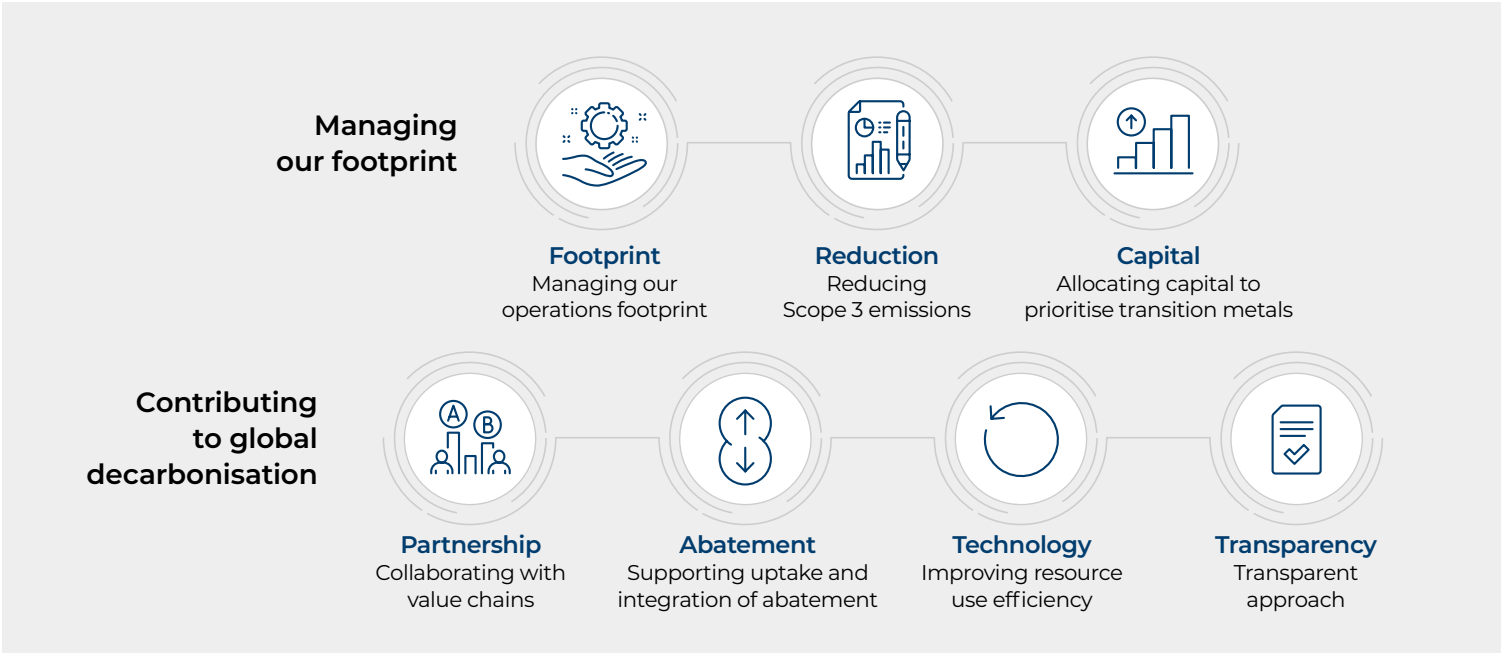 Managing
our footprint
Footprint
Managing our
operations footprint
Reduction
Reducing
Scope 3 emissions
Capital
Allocating capital to
prioritise transition metals
Contributing
to global
decarbonisation
A
B
Partnership
Collaborating with
value chains
Abatement
Supporting uptake and
integration of abatement
Technology
Improving resource
use efficiency
Transparency
Transparent
approach